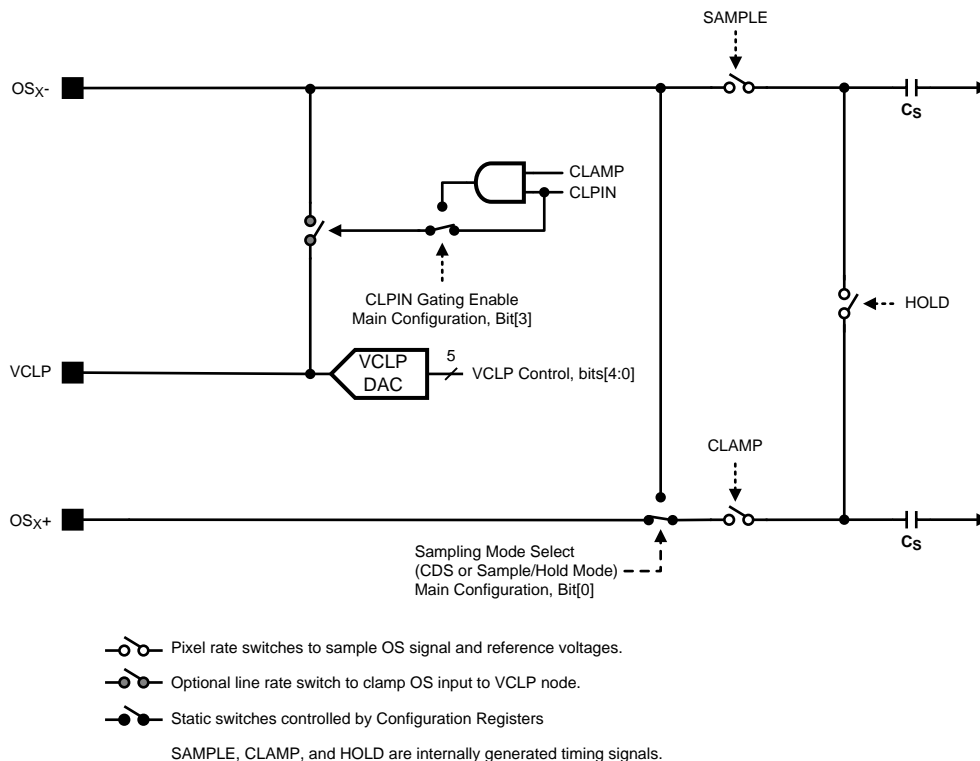 SAMPLE
OSX-
CS
CLAMP
CLPIN
CLPIN Gating Enable
Main Configuration, Bit[3]
HOLD
VCLP
VCLP
DAC
5
VCLP Control, bits[4:0]
CLAMP
OSX+
CS
Sampling Mode Select
(CDS or Sample/Hold Mode)
Main Configuration, Bit[0]
Pixel rate switches to sample OS signal and reference voltages.
Optional line rate switch to clamp OS input to VCLP node.
Static switches controlled by Configuration Registers
SAMPLE, CLAMP, and HOLD are internally generated timing signals.